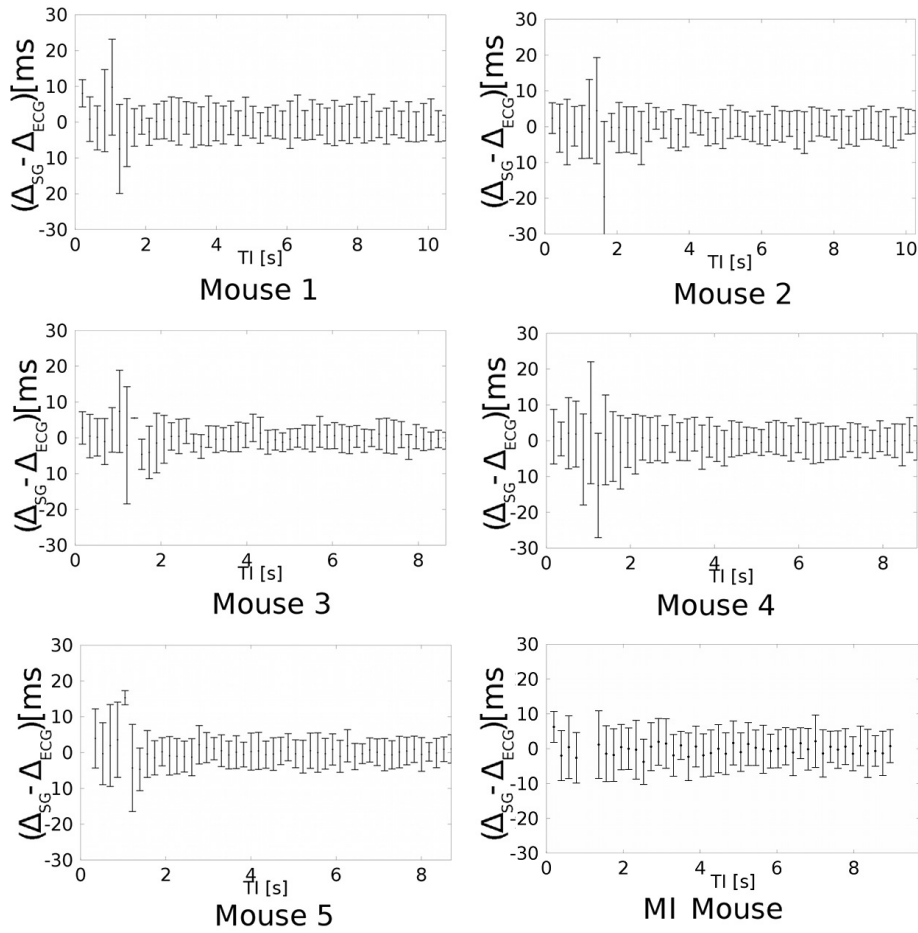 (Δ_SG - Δ_ECG)[ms
30
20
10
0
10
20
-30
0 2 4 6 8 10
TI [s]
Mouse 1
(Δ_SG - Δ_ECG)[ms
30
20
10
0
-10
-20
-30
0 2 4 6 8 10
TI [s]
Mouse 2
(Δ_SG - Δ_ECG)[ms
30
20
10
0
10
-20
-30
0 2 4 6 8
TI [s]
Mouse 3
(Δ_SG - Δ_ECG)[ms
30
20
10
0
-10
-20
-30
0 2 4 6 8
TI [s]
Mouse 4
(Δ_SG - Δ_ECG)[ms
30
20
10
0
-10
-20
-30
0 2 4 6 8
TI [s]
Mouse 5
(Δ_SG - Δ_ECG)[ms
30
20
10
0
-10
-20
-30
0 2 4 6 8
TI [s]
MI Mouse